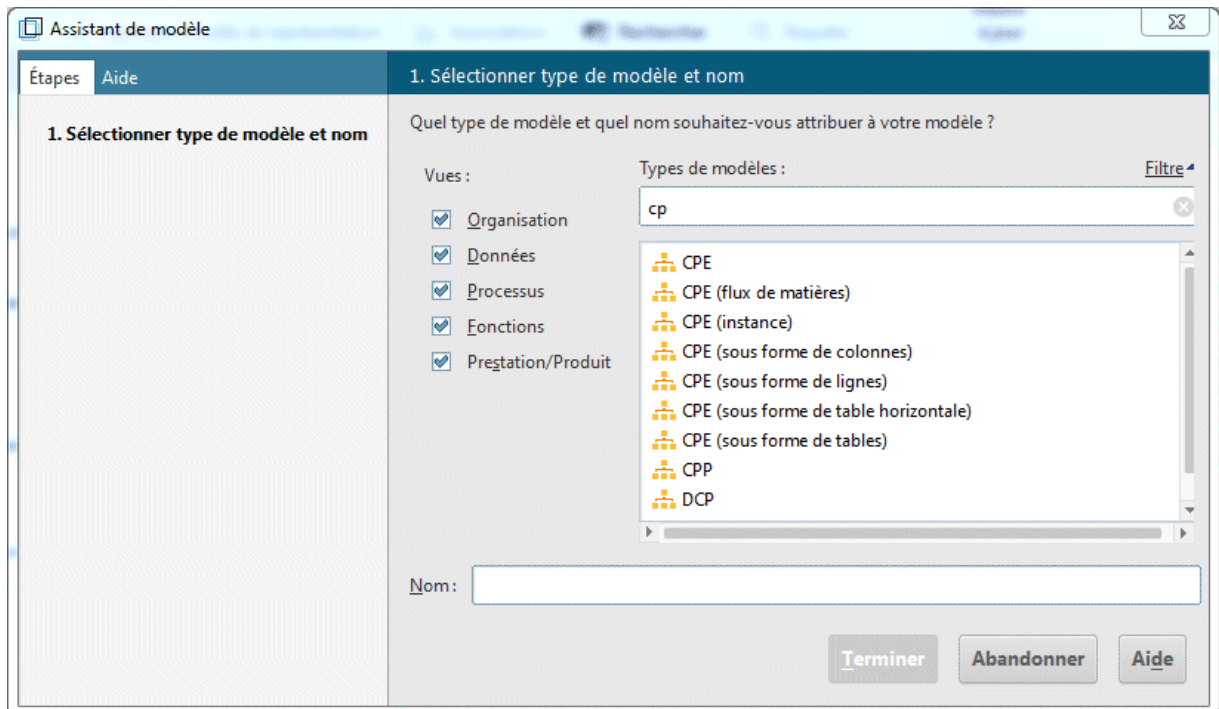 Assistant de modèle
Rechercher
Étapes
Aide
1. Sélectionner type de modèle et nom
1. Sélectionner type de modèle et nom
Quel type de modèle et quel nom souhaitez-vous attribuer à votre modèle ?
Vues :
Organisation
Données
Processus
Fonctions
Prestation/Produit
Types de modèles :
Filtre
cp
CPE
CPE (flux de matières)
CPE (instance)
CPE (sous forme de colonnes)
CPE (sous forme de lignes)
CPE (sous forme de table horizontale)
CPE (sous forme de tables)
CPP
DCP
Nom :
Terminer
Abandonner
Aide